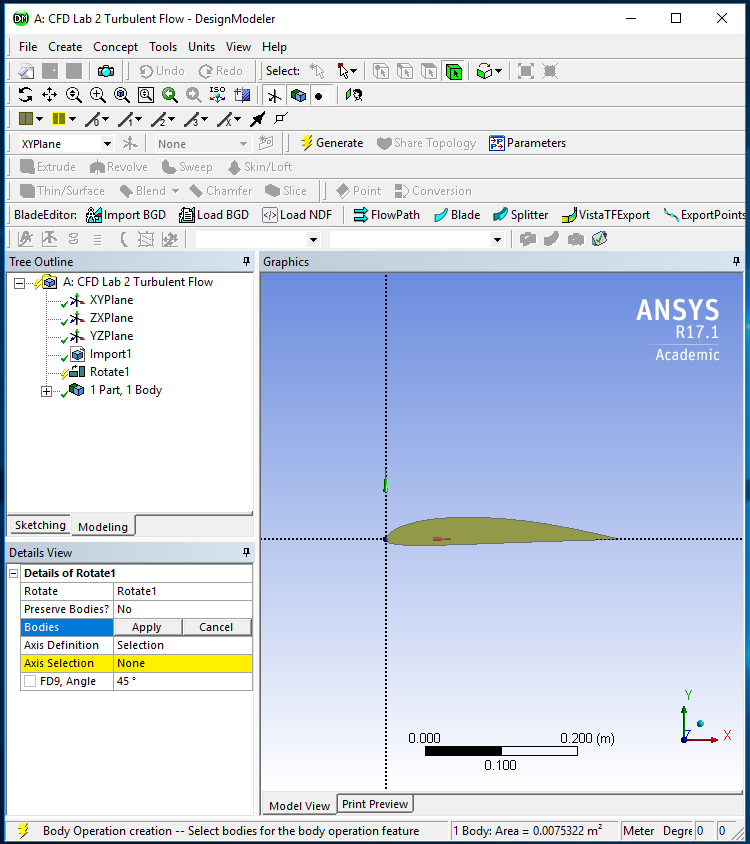 A: CFD Lab 2 Turbulent Flow - DesignModeler
File Create Concept Tools Units View Help
Undo Redo Select:
ISO
XYPlane None Generate Share Topology Parameters
Extrude Revolve Sweep Skin/Loft
Thin/Surface Blend Chamfer Slice Point Conversion
BladeEditor: Import BGD Load BGD Load NDF FlowPath Blade Splitter VistaTFExport ExportPoints
Tree Outline
A: CFD Lab 2 Turbulent Flow
XYPlane
ZXPlane
YZPlane
Import1
Rotate1
1 Part, 1 Body
Sketching Modeling
Details View
Details of Rotate1
Rotate Rotate1
Preserve Bodies? No
Bodies Apply Cancel
Axis Definition Selection
Axis Selection None
FD9, Angle 45 °
Graphics
ANSYS
R17.1
Academic
0.000 0.200 (m)
0.100
Y
Z X
Model View Print Preview
Body Operation creation -- Select bodies for the body operation feature 1 Body: Area = 0.0075322 m² Meter Degre 0 0